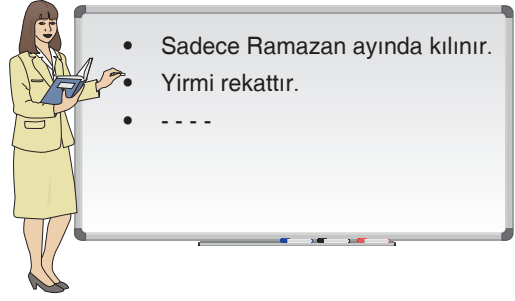 • Sadece Ramazan ayında kılınır.
• Yirmi rekattır.
• - - - -